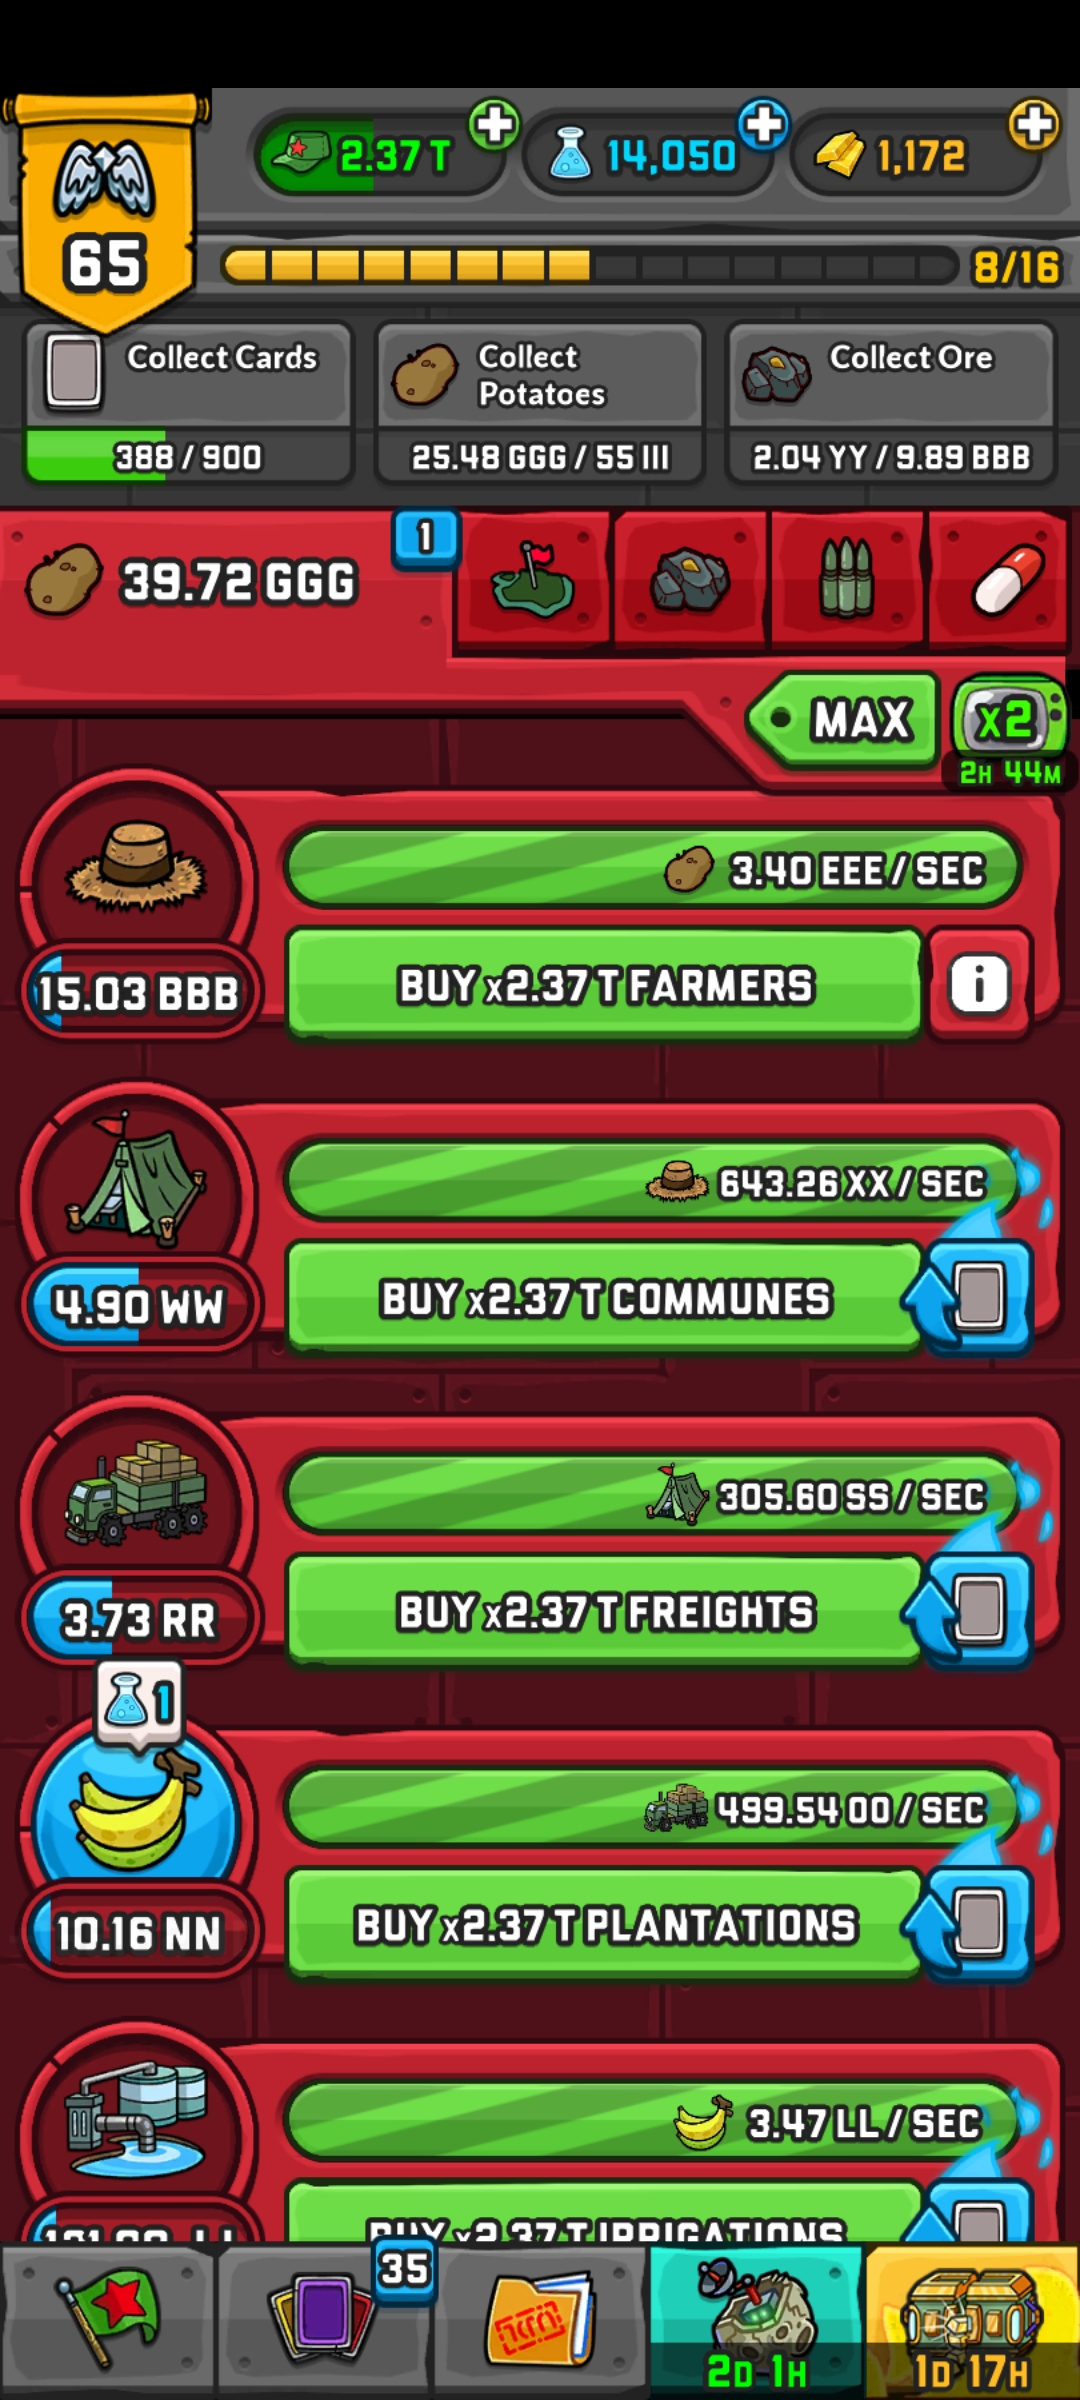 2.37 T
14,050
1,172
65
8/16
Collect Cards
388 / 900
Collect
Potatoes
25.48 GGG / 55 III
Collect Ore
2.04 YY / 9.89 BBB
39.72 GGG
1
MAX
x2
2H 44M
3.40 EEE / SEC
15.03 BBB
BUY x2.37 T FARMERS
i
643.26 XX / SEC
4.90 WW
BUY x2.37 T COMMUNES
305.60 SS / SEC
3.73 RR
BUY x2.37 T FREIGHTS
1
499.54 OO / SEC
10.16 NN
BUY x2.37 T PLANTATIONS
3.47 LL / SEC
BUY x2.37 T IRRIGATIONS
35
2D 1H
1D 17H